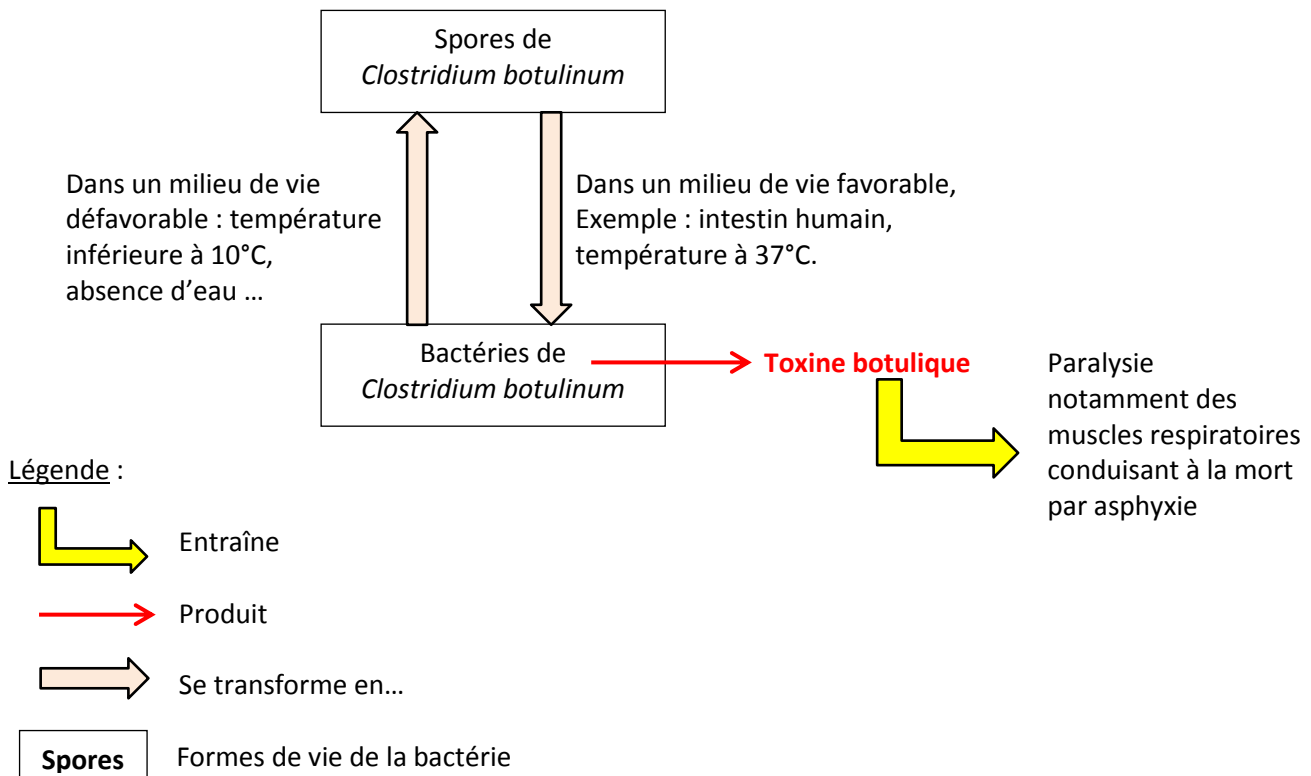 Spores de
Clostridium botulinum
Dans un milieu de vie
défavorable : température
inférieure à 10°C,
absence d’eau …
Dans un milieu de vie favorable,
Exemple : intestin humain,
température à 37°C.
Bactéries de
Clostridium botulinum
Toxine botulique
Paralysie
notamment des
muscles respiratoires
conduisant à la mort
par asphyxie
Légende :
Entraîne
Produit
Se transforme en…
Spores
Formes de vie de la bactérie